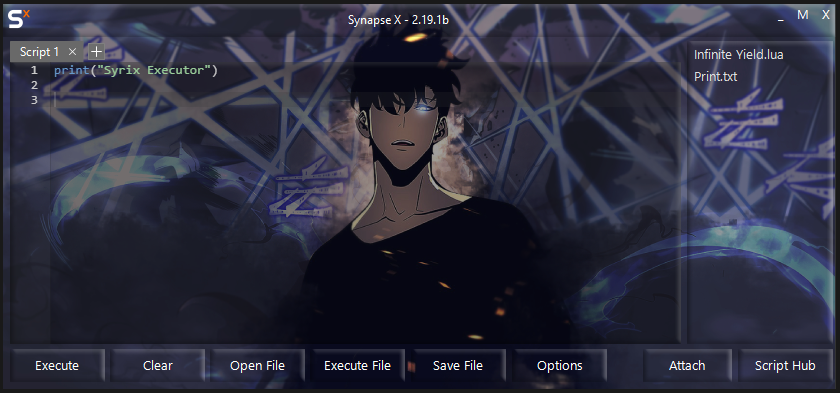 SX
Synapse X - 2.19.1b
_ M X
Script 1 × +
Infinite Yield.lua
Print.txt
1 print("Syrix Executor")
2
3
Execute
Clear
Open File
Execute File
Save File
Options
Attach
Script Hub